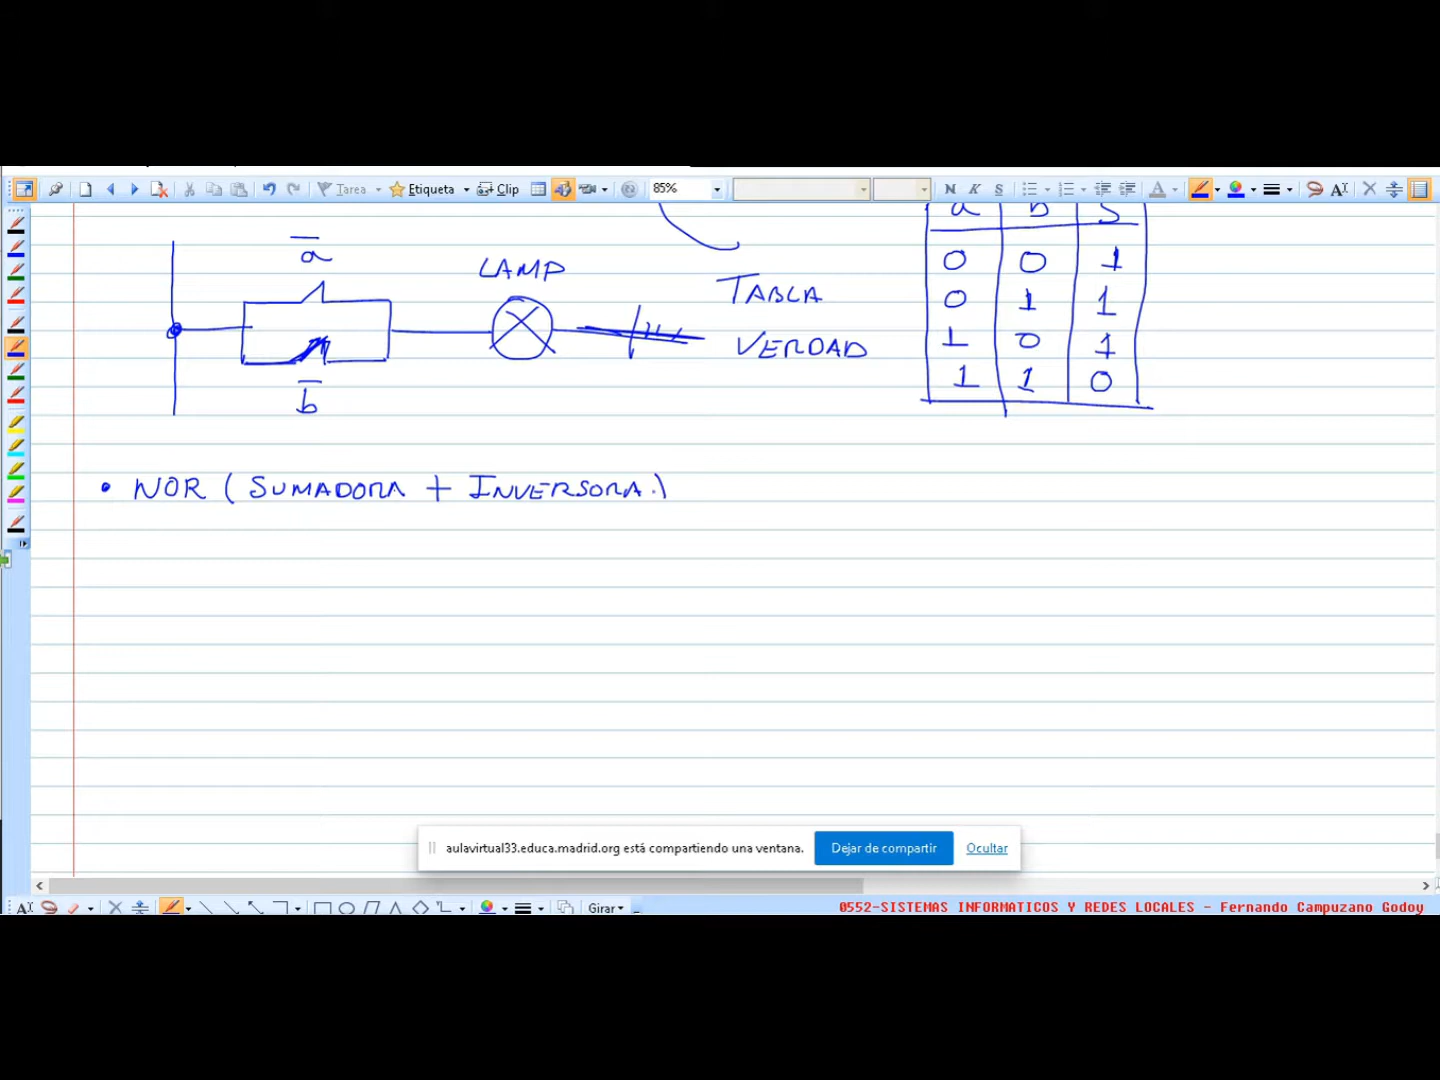 Tarea Etiqueta Clip 85% N K S
a b S
a
LAMP
0 0 1
TABLA
0 1 1
VERDAD
1 0 1
b
1 1 0
• NOR (SUMADORA + INVERSORA.)
aulavirtual33.educa.madrid.org está compartiendo una ventana. Dejar de compartir Ocultar
Girar
0552-SISTEMAS INFORMATICOS Y REDES LOCALES - Fernando Campuzano Godoy